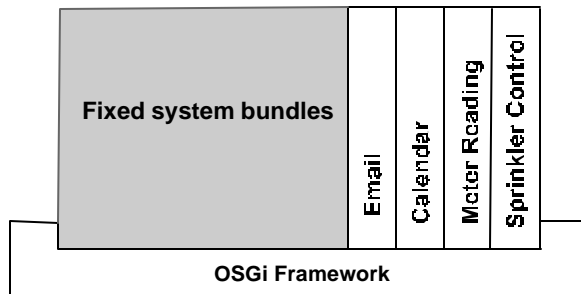 Fixed system bundles
Email
Calendar
Meter Reading
Sprinkler Control
OSGi Framework